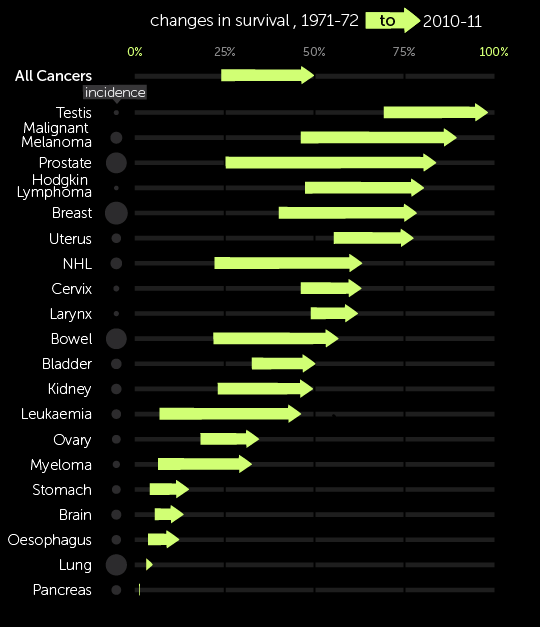 changes in survival, 1971-72 to 2010-11
0% 25% 50% 75% 100%
All Cancers
incidence
Testis
Malignant
Melanoma
Prostate
Hodgkin
Lymphoma
Breast
Uterus
NHL
Cervix
Larynx
Bowel
Bladder
Kidney
Leukaemia
Ovary
Myeloma
Stomach
Brain
Oesophagus
Lung
Pancreas